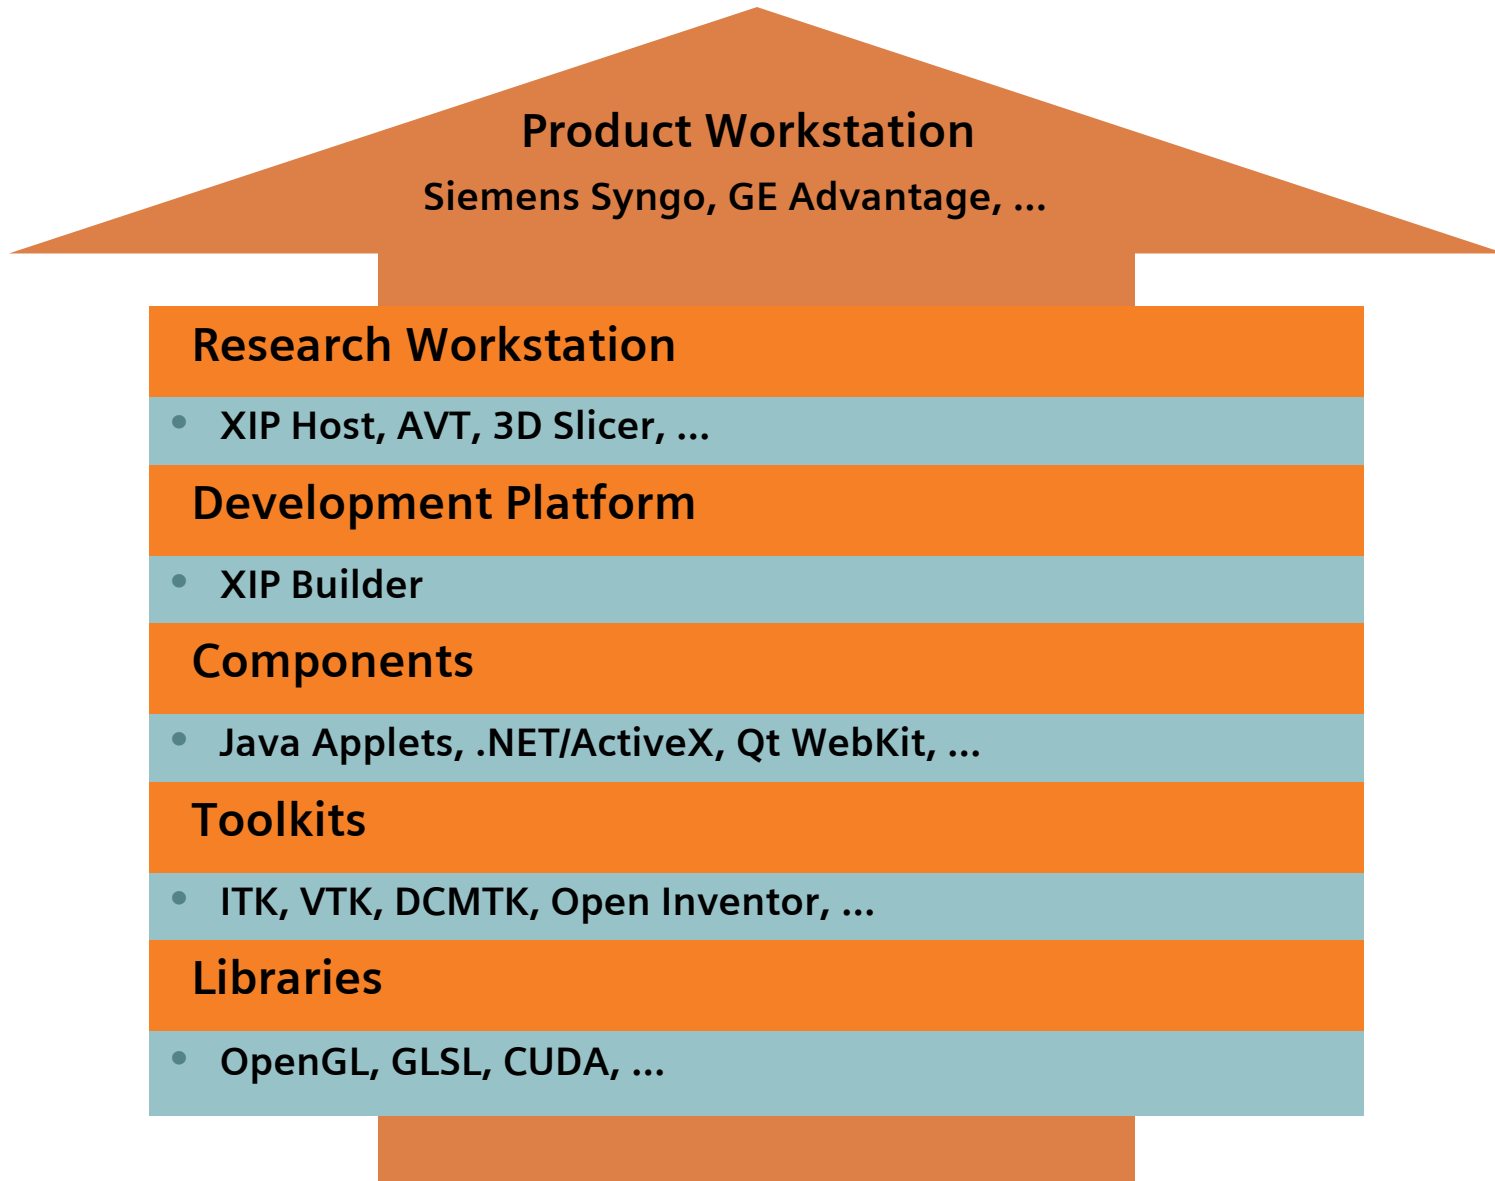 Product Workstation
Siemens Syngo, GE Advantage, ...
Research Workstation
• XIP Host, AVT, 3D Slicer, ...
Development Platform
• XIP Builder
Components
• Java Applets, .NET/ActiveX, Qt WebKit, ...
Toolkits
• ITK, VTK, DCMTK, Open Inventor, ...
Libraries
• OpenGL, GLSL, CUDA, ...